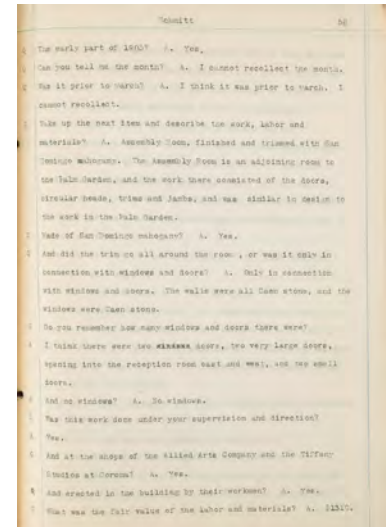 Schmitt 56
Q The early part of 1908? A. Yes.
Q Can you tell us the month? A. I cannot recollect the month.
Q Was it prior to March? A. I think it was prior to March. I
cannot recollect.
Q Take up the next item and describe the work, labor and
materials? A. Assembly Room, finished and trimmed with San
Domingo mahogany. The Assembly Room is an adjoining room to
the Palm Garden, and the work there consisted of the doors,
circular heads, trims and jambs, and was similar in design to
the work in the Palm Garden.
Q Made of San Domingo mahogany? A. Yes.
Q And did the trim go all around the room , or was it only in
connection with windows and doors? A. Only in connection
with windows and doors. The walls were all Caen stone, and the
windows were Caen stone.
Q Do you remember how many windows and doors there were?
A I think there were two windows doors, two very large doors,
opening into the reception room east and west, and two small
doors.
Q And no windows? A. No windows.
Q Was this work done under your supervision and direction?
A Yes.
Q And at the shops of the Allied Arts Company and the Tiffany
Studios at Corona? A. Yes.
Q And erected in the building by their workmen? A. Yes.
Q What was the fair value of the labor and materials? A.